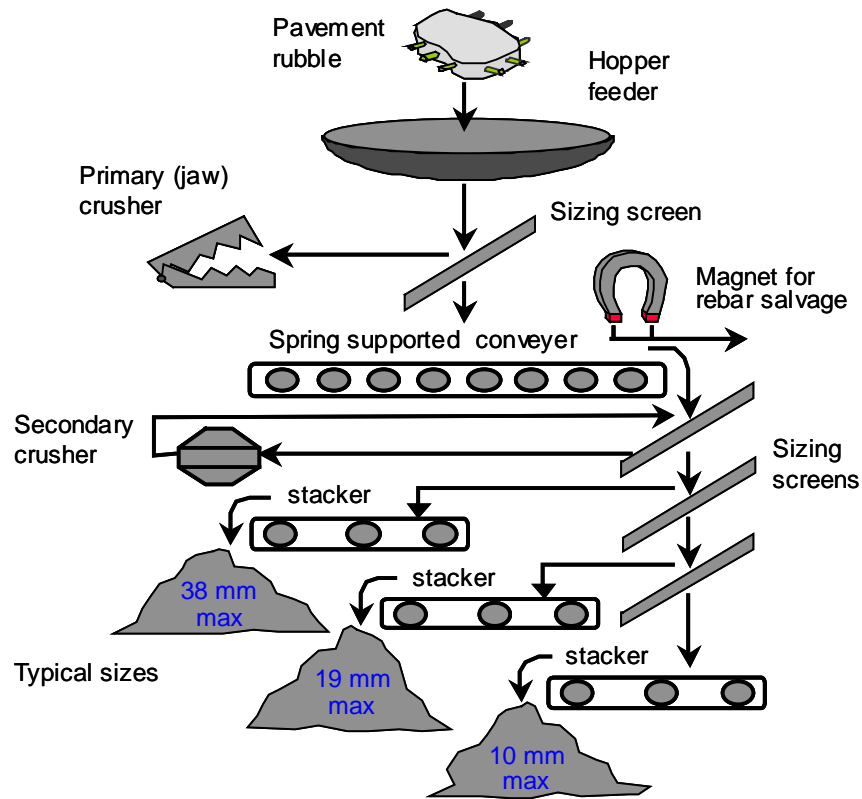 Pavement
rubble
Hopper
feeder
Primary (jaw)
crusher
Sizing screen
Magnet for
rebar salvage
Spring supported conveyer
Secondary
crusher
Sizing
screens
stacker
38 mm
max
stacker
Typical sizes
19 mm
max
stacker
10 mm
max